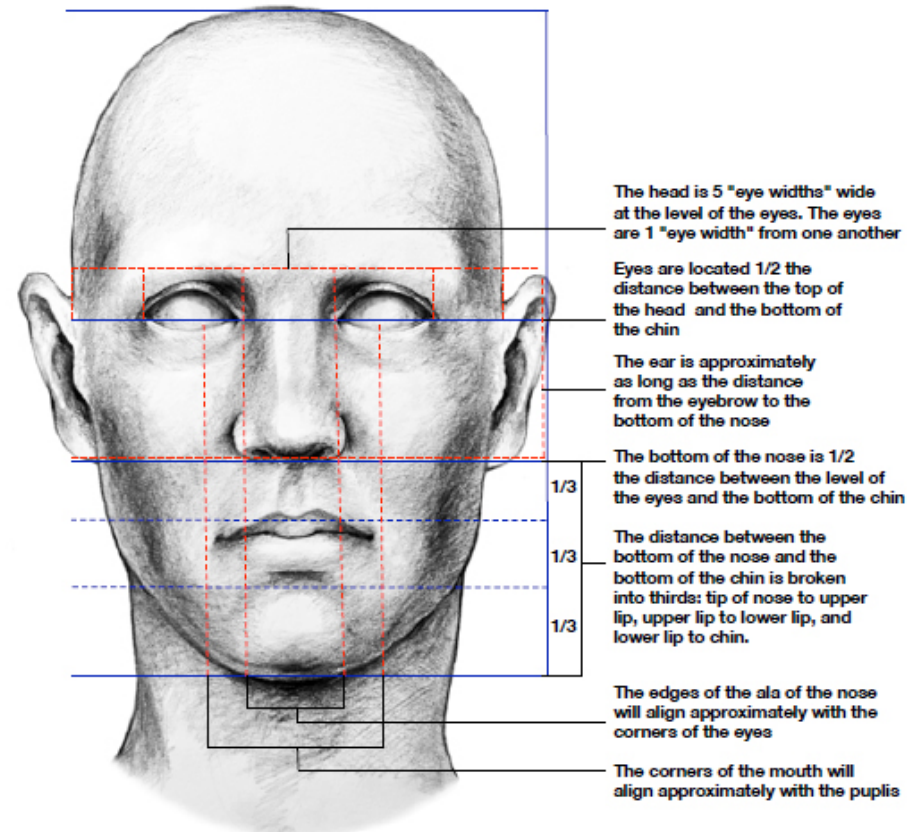 The head is 5 "eye widths" wide
at the level of the eyes. The eyes
are 1 "eye width" from one another
Eyes are located 1/2 the
distance between the top of
the head and the bottom of
the chin
The ear is approximately
as long as the distance
from the eyebrow to the
bottom of the nose
The bottom of the nose is 1/2
the distance between the level of
the eyes and the bottom of the chin
1/3
1/3
1/3
The distance between the
bottom of the nose and the
bottom of the chin is broken
into thirds: tip of nose to upper
lip, upper lip to lower lip, and
lower lip to chin.
The edges of the ala of the nose
will align approximately with the
corners of the eyes
The corners of the mouth will
align approximately with the puplis